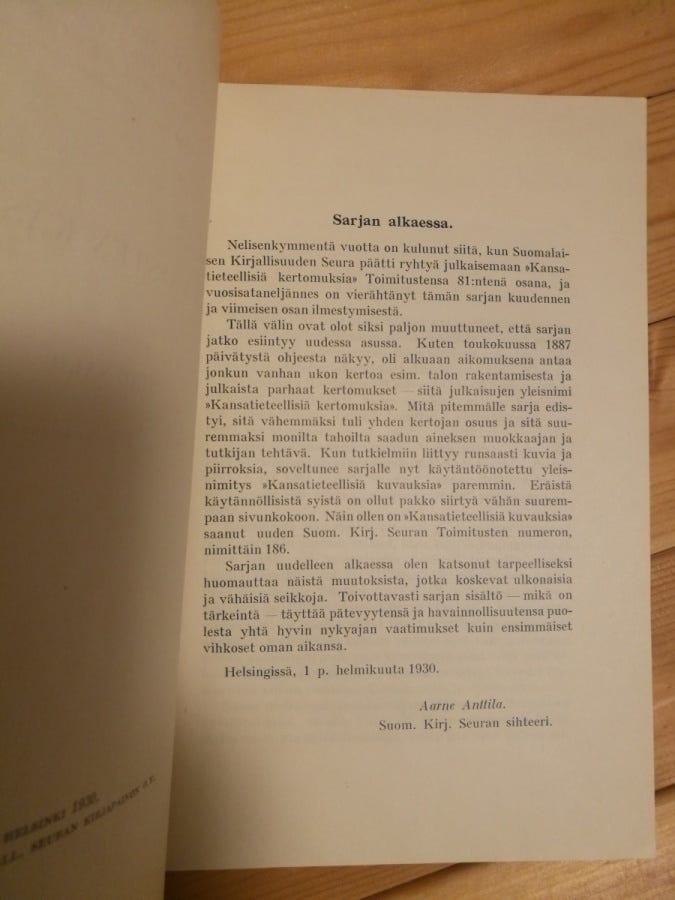 Sarjan alkaessa.
Nelisenkymmentä vuotta on kulunut siitä, kun Suomalai-
sen Kirjallisuuden Seura päätti ryhtyä julkaisemaan »Kansa-
tieteellisiä kertomuksia» Toimitustensa 81:ntenä osana, ja
vuosisataneljännes on vierähtänyt tämän sarjan kuudennen
ja viimeisen osan ilmestymisestä.
Tällä välin ovat olot siksi paljon muuttuneet, että sarjan
jatko esiintyy uudessa asussa. Kuten toukokuussa 1887
päivätystä ohjeesta näkyy, oli alkuaan aikomuksena antaa
jonkun vanhan ukon kertoa esim. talon rakentamisesta ja
julkaista parhaat kertomukset — siitä julkaisujen yleisnimi
»Kansatieteellisiä kertomuksia». Mitä pitemmälle sarja edis-
tyi, sitä vähemmäksi tuli yhden kertojan osuus ja sitä suu-
remmaksi monilta tahoilta saadun aineksen muokkaajan ja
tutkijan tehtävä. Kun tutkielmiin liittyy runsaasti kuvia ja
piirroksia, soveltunee sarjalle nyt käytäntöönotettu yleis-
nimitys »Kansatieteellisiä kuvauksia» paremmin. Eräistä
käytännöllisistä syistä on ollut pakko siirtyä vähän suurem-
paan sivunkokoon. Näin ollen on »Kansatieteellisiä kuvauksia»
saanut uuden Suom. Kirj. Seuran Toimitusten numeron,
nimittäin 186.
Sarjan uudelleen alkaessa olen katsonut tarpeelliseksi
huomauttaa näistä muutoksista, jotka koskevat ulkonaisia
ja vähäisiä seikkoja. Toivottavasti sarjan sisältö — mikä on
tärkeintä — täyttää pätevyytensä ja havainnollisuutensa puo-
lesta yhtä hyvin nykyajan vaatimukset kuin ensimmäiset
vihkoset oman aikansa.
Helsingissä, 1 p. helmikuuta 1930.
Aarne Anttila.
Suom. Kirj. Seuran sihteeri.
HELSINKI 1930.
SEURAN KIRJAPAINON O.Y.